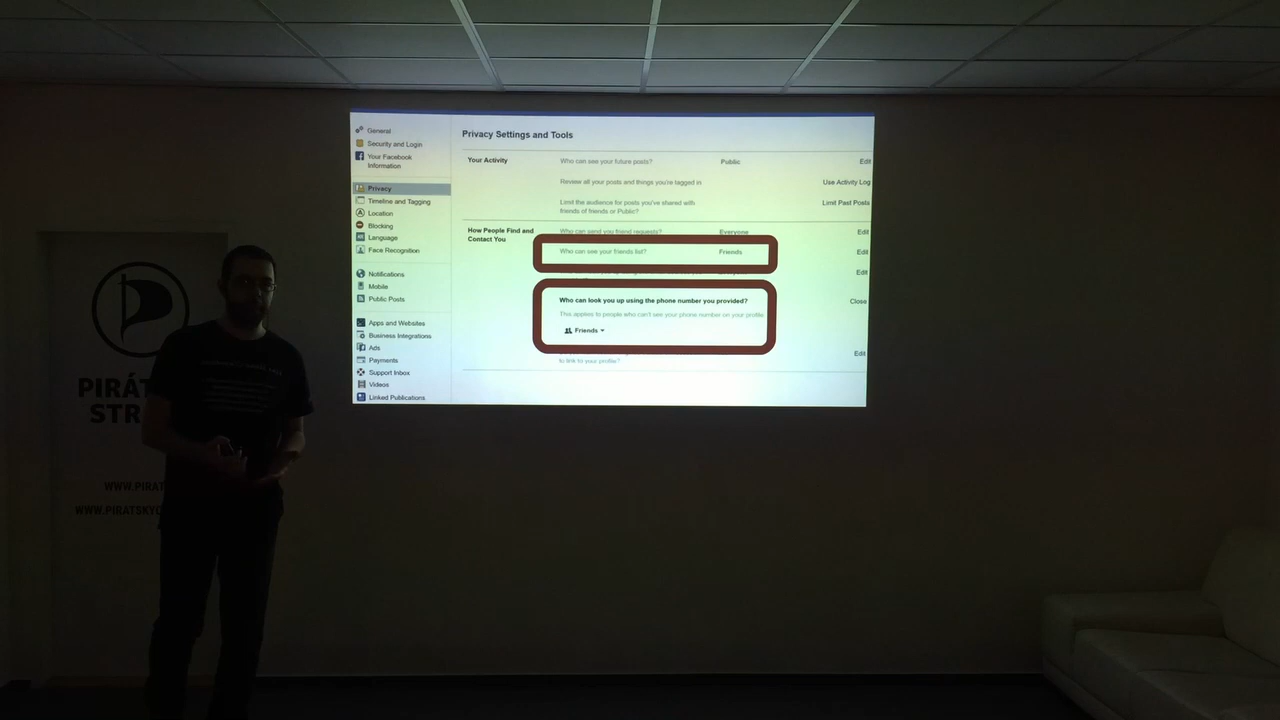 General
Security and Login
Your Facebook
Information
Privacy
Timeline and Tagging
Location
Blocking
Language
Face Recognition
Notifications
Mobile
Public Posts
Apps and Websites
Business Integrations
Ads
Payments
Support Inbox
Videos
Linked Publications
Privacy Settings and Tools
Your Activity
Who can see your future posts?
Public
Edit
Review all your posts and things you're tagged in
Use Activity Log
Limit the audience for posts you've shared with
friends of friends or Public?
Limit Past Posts
How People Find and
Contact You
Who can send you friend requests?
Everyone
Edit
Who can see your friends list?
Friends
Edit
Edit
Who can look you up using the phone number you provided?
Close
This applies to people who can't see your phone number on your profile.
Friends
Edit
to link to your profile?
PIRÁT
STR
WWW.PIRAT
WWW.PIRATSKYC